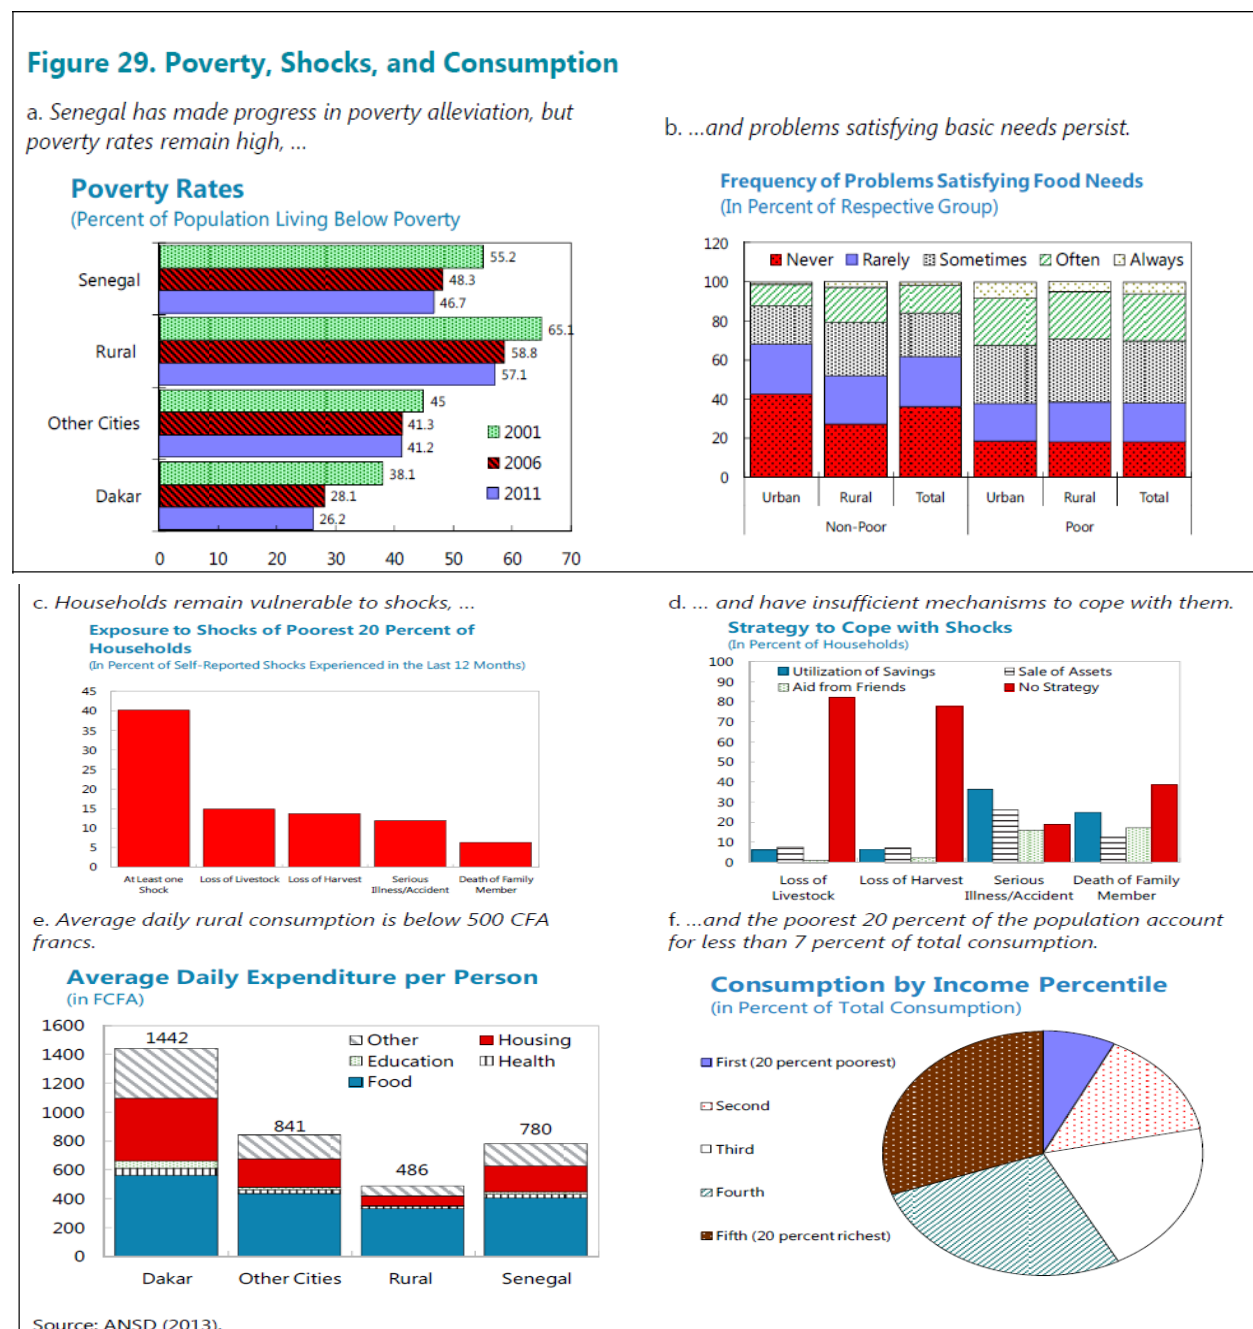 Figure 29. Poverty, Shocks, and Consumption
a. Senegal has made progress in poverty alleviation, but
poverty rates remain high, ...
Poverty Rates
(Percent of Population Living Below Poverty
Senegal
Rural
Other Cities
Dakar
55.2
48.3
46.7
65.1
58.8
57.1
45
41.3
41.2
38.1
28.1
26.2
2001
2006
2011
0 10 20 30 40 50 60 70
b. ...and problems satisfying basic needs persist.
Frequency of Problems Satisfying Food Needs
(In Percent of Respective Group)
120
100
80
60
40
20
0
Never Rarely Sometimes Often Always
Urban Rural Total Urban Rural Total
Non-Poor Poor
c. Households remain vulnerable to shocks, ...
Exposure to Shocks of Poorest 20 Percent of
Households
(In Percent of Self-Reported Shocks Experienced in the Last 12 Months)
45
40
35
30
25
20
15
10
5
0
At Least one Loss of Livestock Loss of Harvest Serious Death of Family
Shock Illness/Accident Member
d. ... and have insufficient mechanisms to cope with them.
Strategy to Cope with Shocks
(In Percent of Households)
100
90
80
70
60
50
40
30
20
10
0
Utilization of Savings Sale of Assets
Aid from Friends No Strategy
Loss of Loss of Harvest Serious Death of Family
Livestock Illness/Accident Member
e. Average daily rural consumption is below 500 CFA
francs.
Average Daily Expenditure per Person
(in FCFA)
1600
1400
1200
1000
800
600
400
200
0
1442
841
486
780
Other Housing
Education Health
Food
Dakar Other Cities Rural Senegal
f. ...and the poorest 20 percent of the population account
for less than 7 percent of total consumption.
Consumption by Income Percentile
(in Percent of Total Consumption)
First (20 percent poorest)
Second
Third
Fourth
Fifth (20 percent richest)
Source: ANSD (2013).